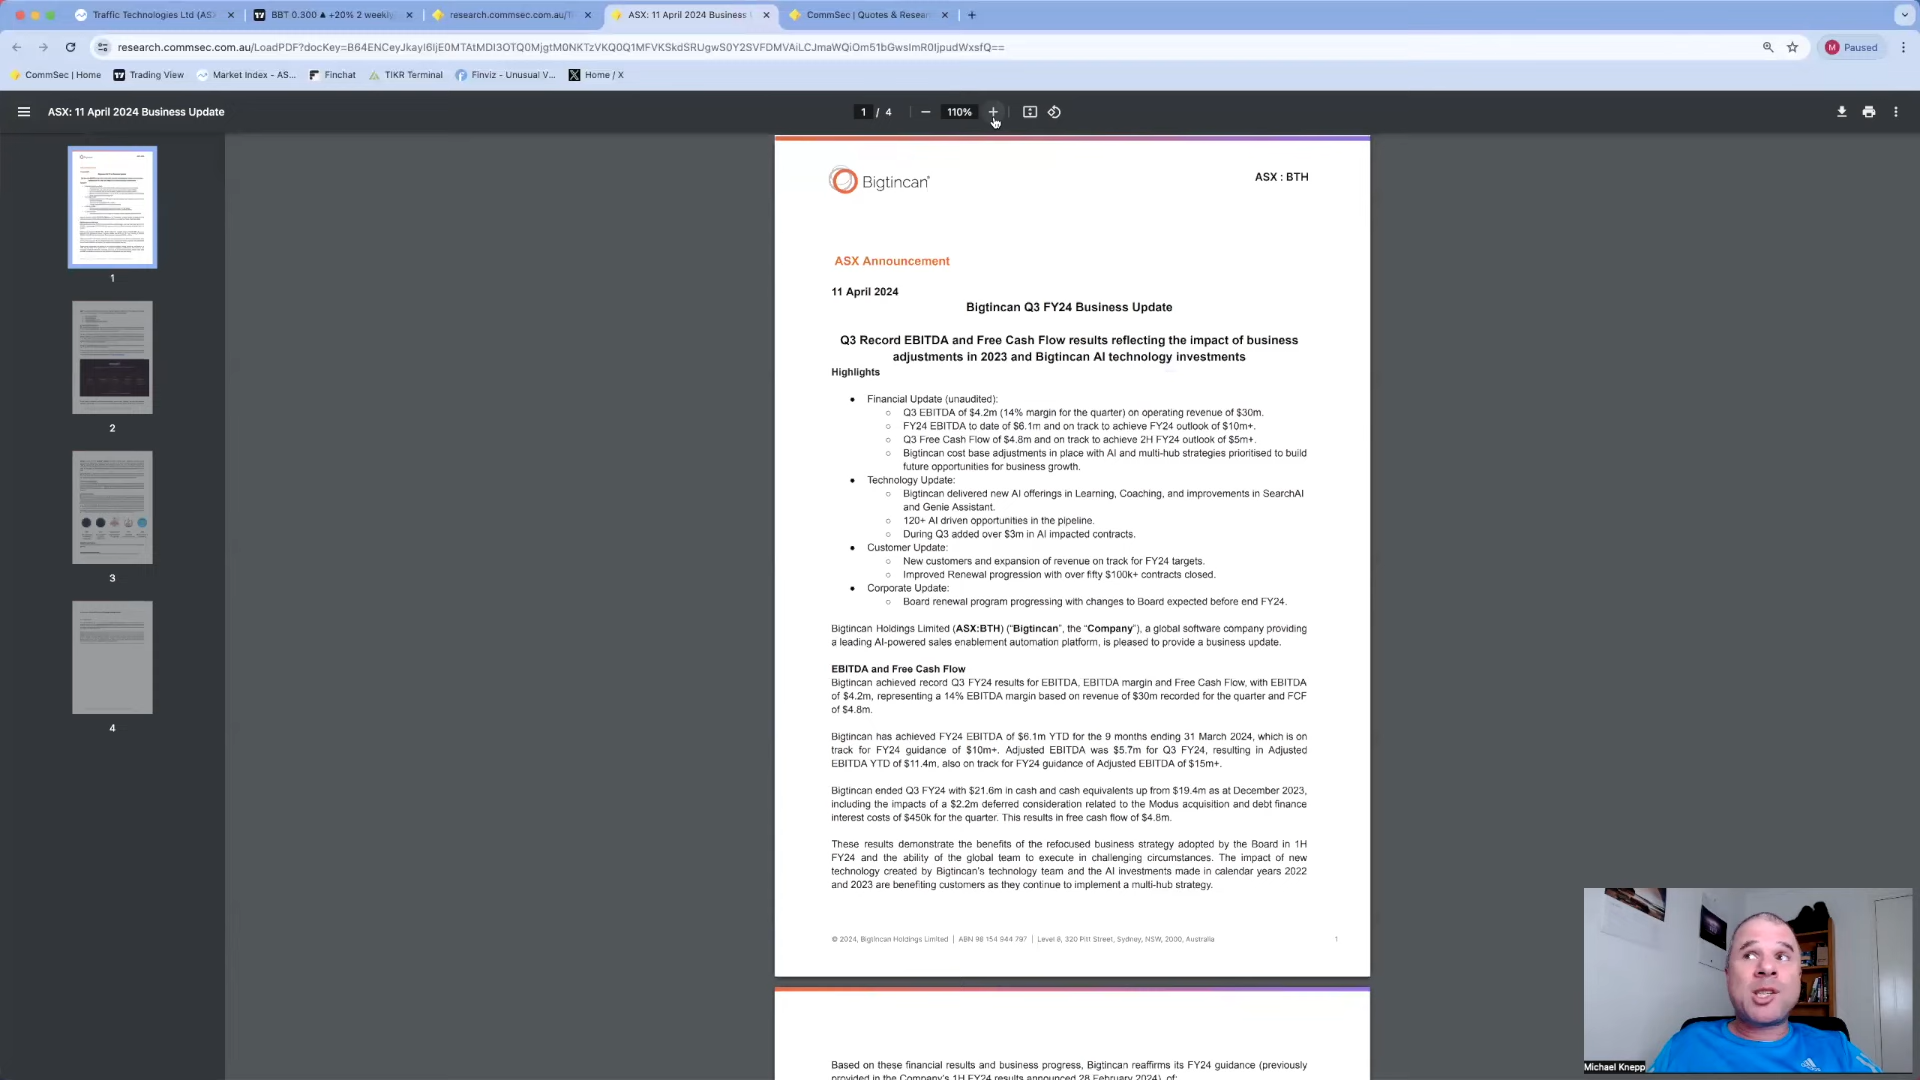 Traffic Technologies Ltd (ASX
BBT 0.300 ▲ +20% 2 weekly
research.commsec.com.au/
ASX: 11 April 2024 Business
CommSec | Quotes & Resear
CommSec | Home
Trading View
Market Index - AS...
Finchat
TIKR Terminal
Finviz - Unusual V...
Home / X
M Paused
ASX: 11 April 2024 Business Update
1 / 4
110%
1
2
3
4
Bigtincan
ASX : BTH
ASX Announcement
11 April 2024
Bigtincan Q3 FY24 Business Update
Q3 Record EBITDA and Free Cash Flow results reflecting the impact of business
adjustments in 2023 and Bigtincan AI technology investments
Highlights
● Financial Update (unaudited):
○ Q3 EBITDA of $4.2m (14% margin for the quarter) on operating revenue of $30m.
○ FY24 EBITDA to date of $6.1m and on track to achieve FY24 outlook of $10m+.
○ Q3 Free Cash Flow of $4.8m and on track to achieve 2H FY24 outlook of $5m+.
○ Bigtincan cost base adjustments in place with AI and multi-hub strategies prioritised to build
future opportunities for business growth.
● Technology Update:
○ Bigtincan delivered new AI offerings in Learning, Coaching, and improvements in SearchAI
and Genie Assistant.
○ 120+ AI driven opportunities in the pipeline.
○ During Q3 added over $3m in AI impacted contracts.
● Customer Update:
○ New customers and expansion of revenue on track for FY24 targets.
○ Improved Renewal progression with over fifty $100k+ contracts closed.
● Corporate Update:
○ Board renewal program progressing with changes to Board expected before end FY24.
Bigtincan Holdings Limited (ASX:BTH) ("Bigtincan", the "Company"), a global software company providing
a leading AI-powered sales enablement automation platform, is pleased to provide a business update.
EBITDA and Free Cash Flow
Bigtincan achieved record Q3 FY24 results for EBITDA, EBITDA margin and Free Cash Flow, with EBITDA
of $4.2m, representing a 14% EBITDA margin based on revenue of $30m recorded for the quarter and FCF
of $4.8m.
Bigtincan has achieved FY24 EBITDA of $6.1m YTD for the 9 months ending 31 March 2024, which is on
track for FY24 guidance of $10m+. Adjusted EBITDA was $5.7m for Q3 FY24, resulting in Adjusted
EBITDA YTD of $11.4m, also on track for FY24 guidance of Adjusted EBITDA of $15m+.
Bigtincan ended Q3 FY24 with $21.6m in cash and cash equivalents up from $19.4m as at December 2023,
including the impacts of a $2.2m deferred consideration related to the Modus acquisition and debt finance
interest costs of $450k for the quarter. This results in free cash flow of $4.8m.
These results demonstrate the benefits of the refocused business strategy adopted by the Board in 1H
FY24 and the ability of the global team to execute in challenging circumstances. The impact of new
technology created by Bigtincan's technology team and the AI investments made in calendar years 2022
and 2023 are benefiting customers as they continue to implement a multi-hub strategy.
© 2024, Bigtincan Holdings Limited | ABN 98 154 944 797 | Level 8, 320 Pitt Street, Sydney, NSW, 2000, Australia
1
Based on these financial results and business progress, Bigtincan reaffirms its FY24 guidance (previously
provided in the Company's 1H FY24 results announced 28 February 2024), of:
Michael Knepp